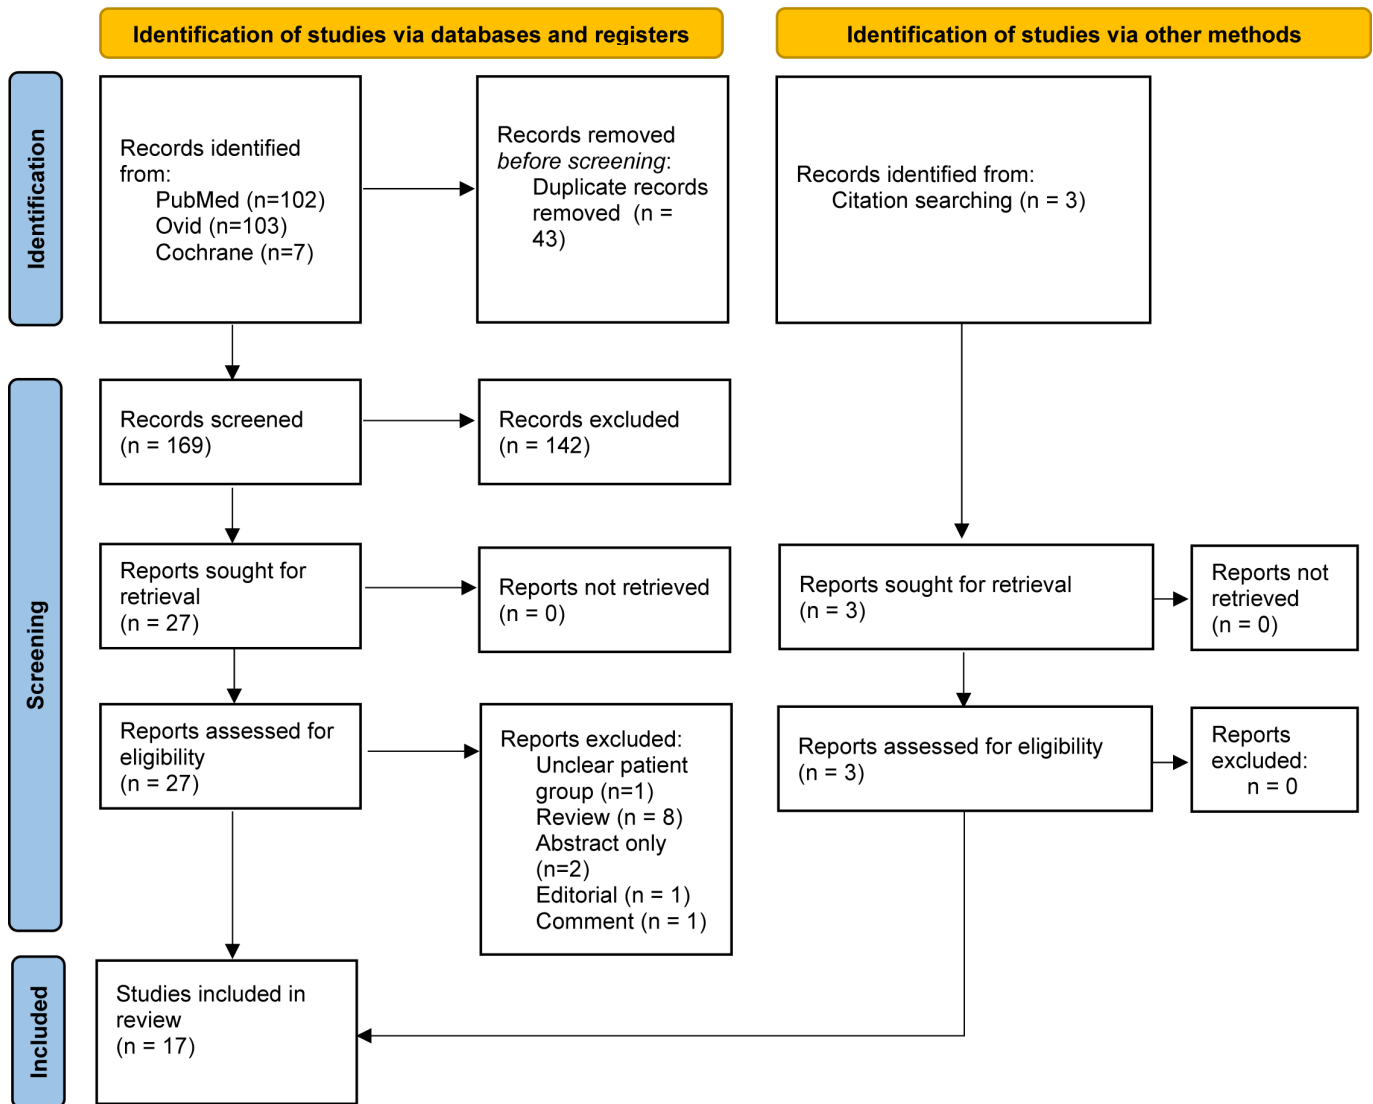 Identification of studies via databases and registers
Identification of studies via other methods
Identification
Records identified
from:
PubMed (n=102)
Ovid (n=103)
Cochrane (n=7)
Records removed
before screening:
Duplicate records
removed (n =
43)
Records identified from:
Citation searching (n = 3)
Screening
Records screened
(n = 169)
Records excluded
(n = 142)
Reports sought for
retrieval
(n = 27)
Reports not retrieved
(n = 0)
Reports sought for retrieval
(n = 3)
Reports not
retrieved
(n = 0)
Reports assessed for
eligibility
(n = 27)
Reports excluded:
Unclear patient
group (n=1)
Review (n = 8)
Abstract only
(n=2)
Editorial (n = 1)
Comment (n = 1)
Reports assessed for eligibility
(n = 3)
Reports
excluded:
n = 0
Included
Studies included in
review
(n = 17)